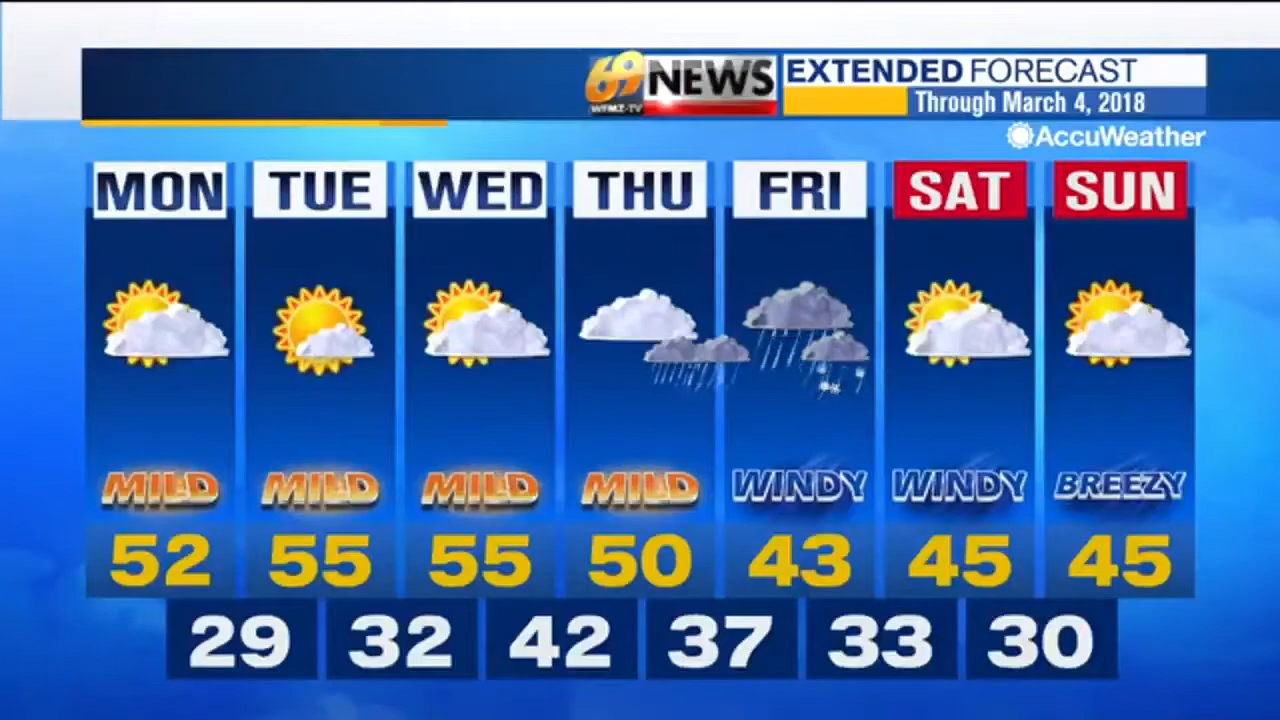 69 NEWS
WFMZ-TV
EXTENDED FORECAST
Through March 4, 2018
AccuWeather
MON TUE WED THU FRI SAT SUN
MILD MILD MILD MILD WINDY WINDY BREEZY
52 55 55 50 43 45 45
29 32 42 37 33 30